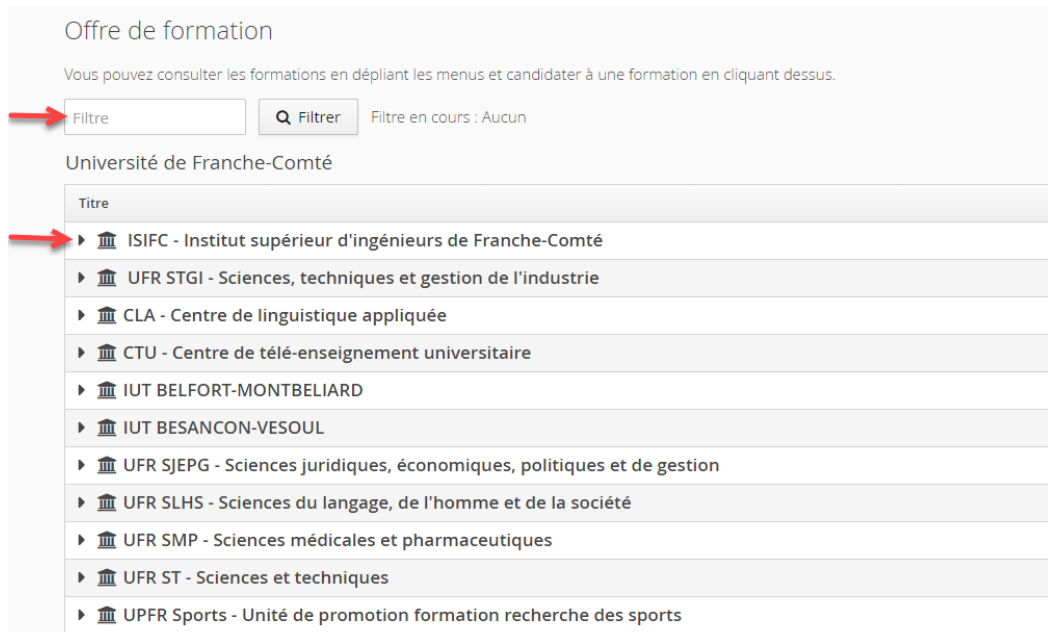 Offre de formation
Vous pouvez consulter les formations en dépliant les menus et candidater à une formation en cliquant dessus.
Filtre Filtrer Filtre en cours : Aucun
Université de Franche-Comté
Titre
ISIFC - Institut supérieur d'ingénieurs de Franche-Comté
UFR STGI - Sciences, techniques et gestion de l'industrie
CLA - Centre de linguistique appliquée
CTU - Centre de télé-enseignement universitaire
IUT BELFORT-MONTBELIARD
IUT BESANCON-VESOUL
UFR SJEPG - Sciences juridiques, économiques, politiques et de gestion
UFR SLHS - Sciences du langage, de l'homme et de la société
UFR SMP - Sciences médicales et pharmaceutiques
UFR ST - Sciences et techniques
UPFR Sports - Unité de promotion formation recherche des sports